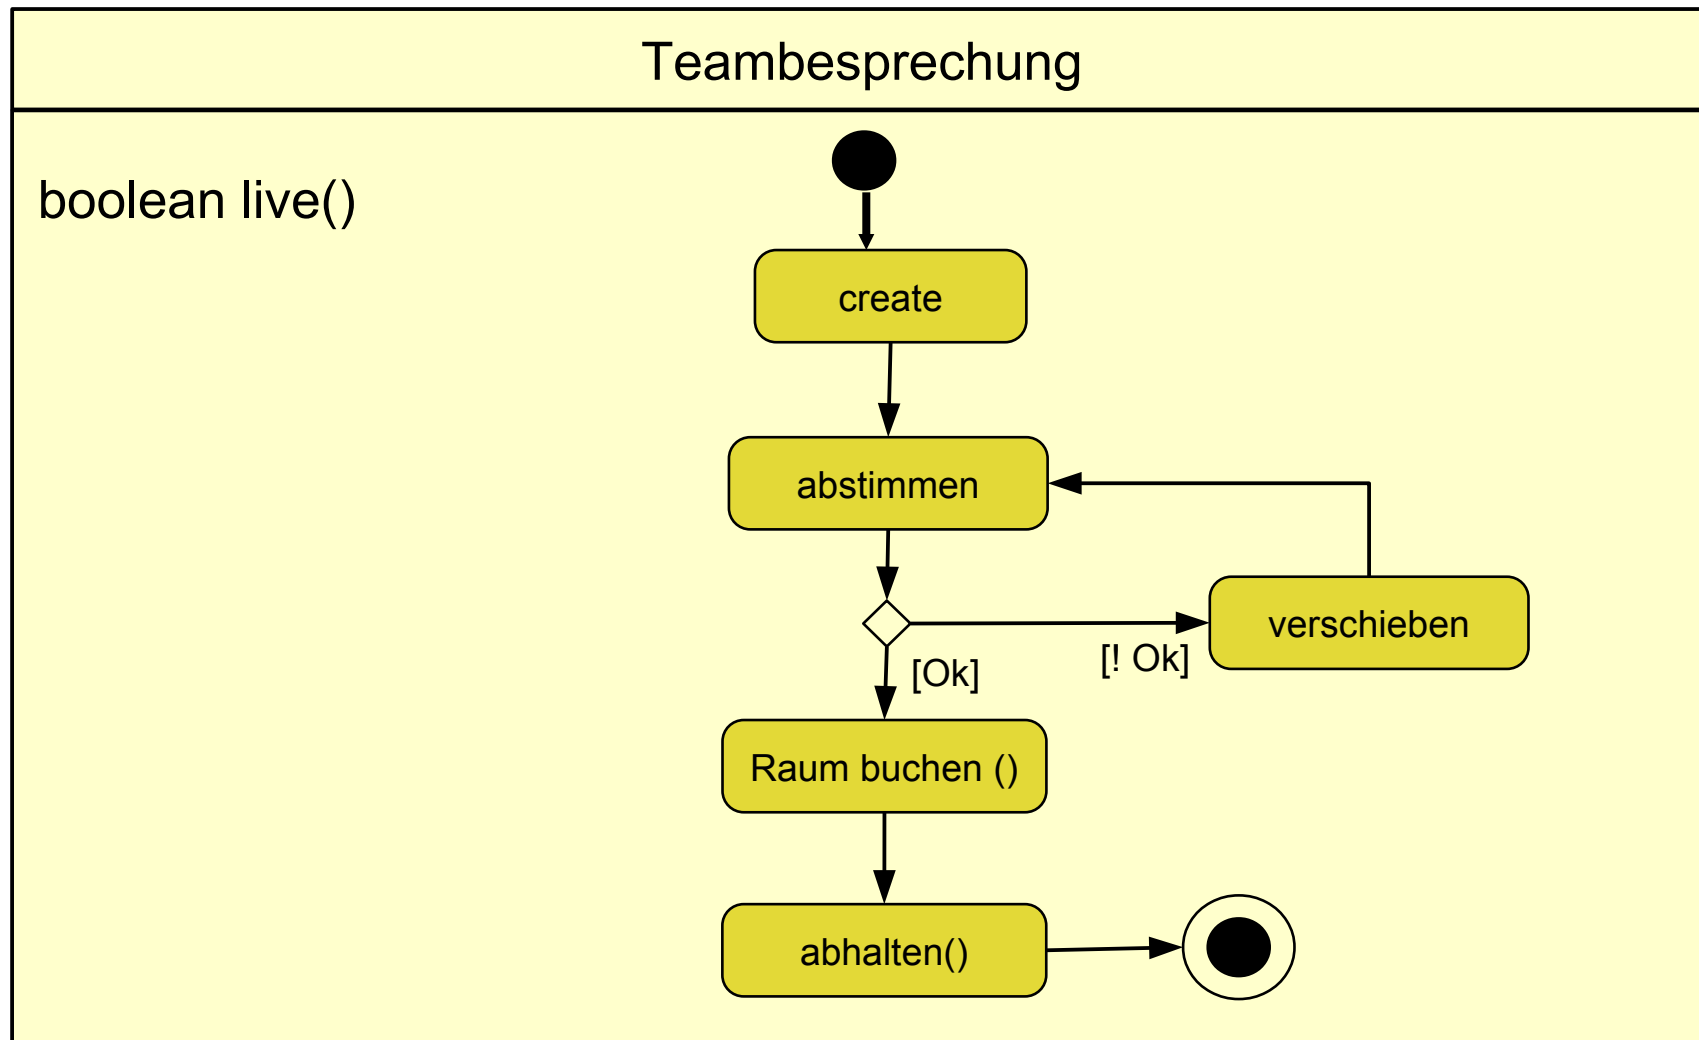 Teambesprechung
boolean live()
create
abstimmen
verschieben
[Ok]
[! Ok]
Raum buchen ()
abhalten()